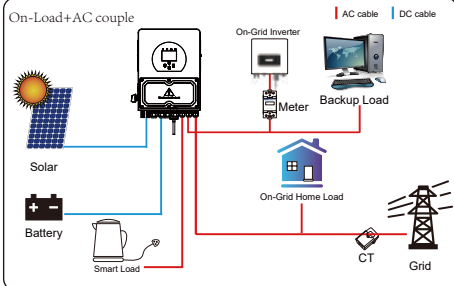 On-Load+AC couple
AC cable
DC cable
On-Grid Inverter
Meter
Backup Load
Solar
On-Grid Home Load
Battery
Smart Load
CT
Grid